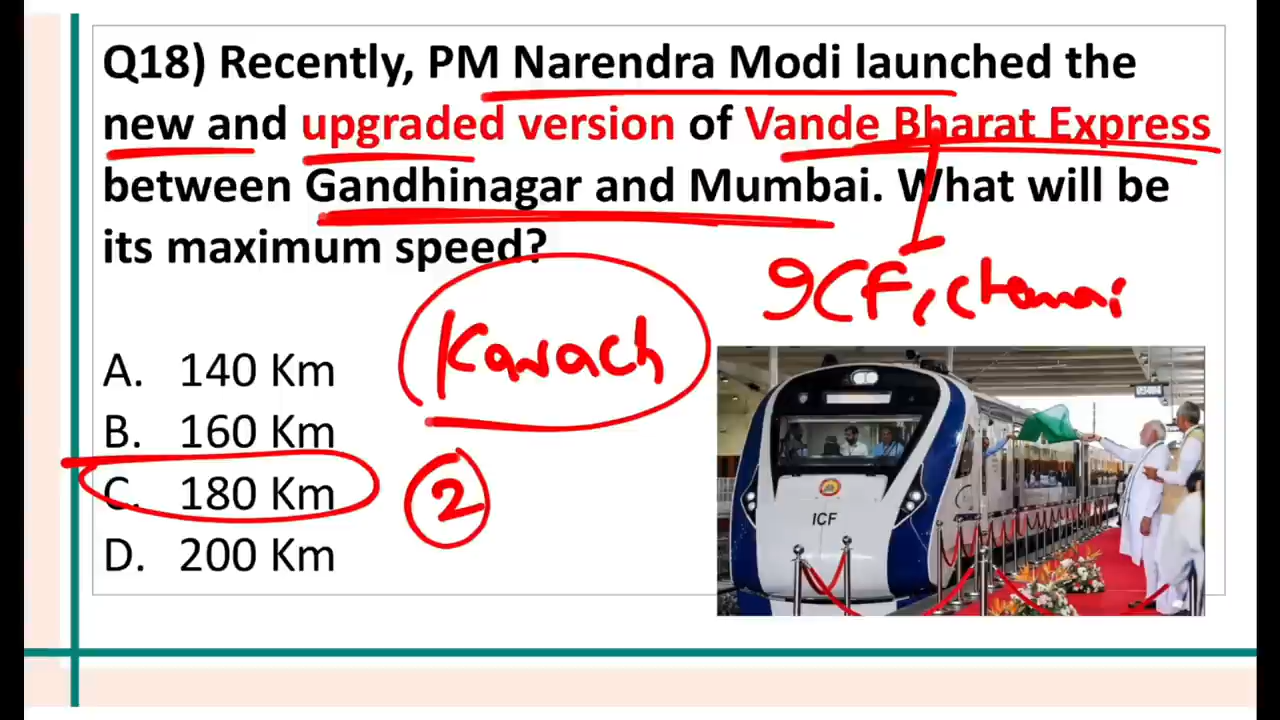 Q18) Recently, PM Narendra Modi launched the
new and upgraded version of Vande Bharat Express
between Gandhinagar and Mumbai. What will be
its maximum speed?
ICF, Chennai
Kavach
A. 140 Km
B. 160 Km
C. 180 Km
2
D. 200 Km
ICF